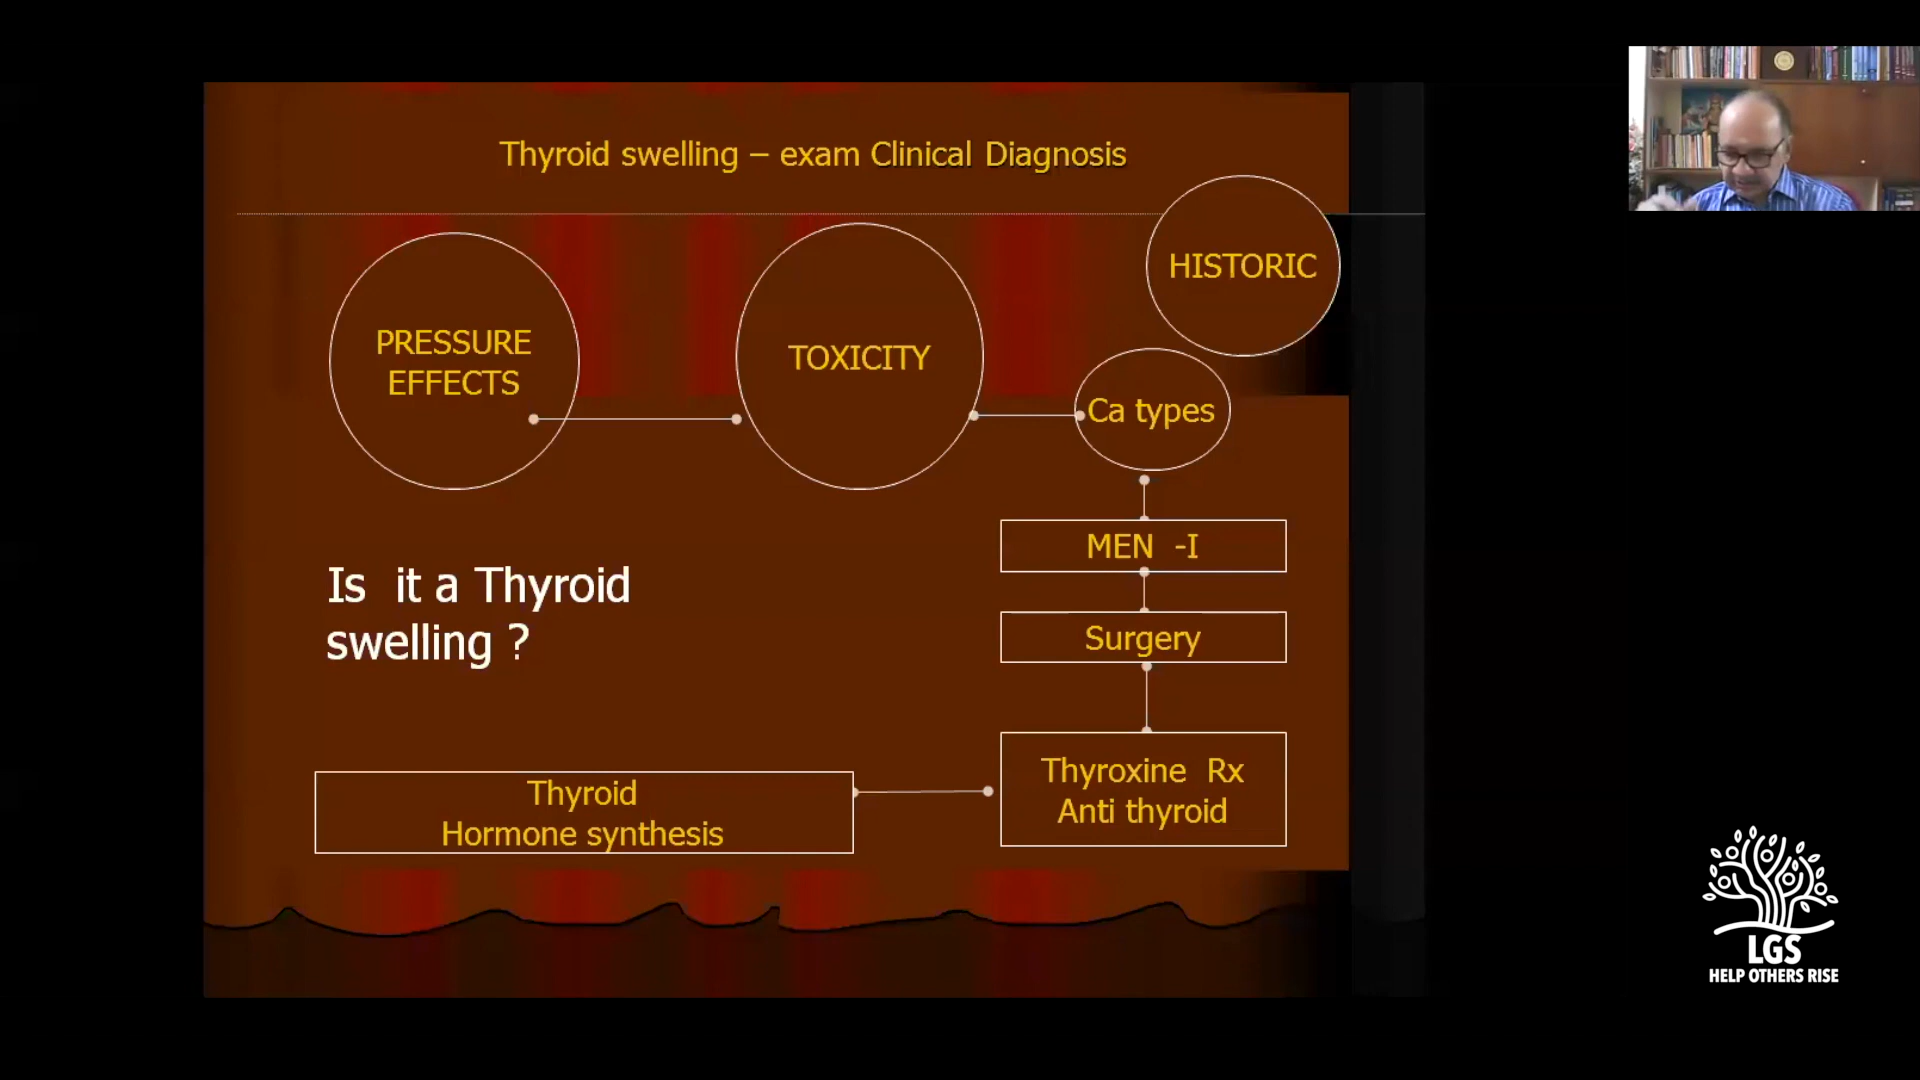 Thyroid swelling – exam Clinical Diagnosis
HISTORIC
PRESSURE
EFFECTS
TOXICITY
Ca types
MEN -I
Is it a Thyroid
swelling ?
Surgery
Thyroxine Rx
Anti thyroid
Thyroid
Hormone synthesis
LGS
HELP OTHERS RISE